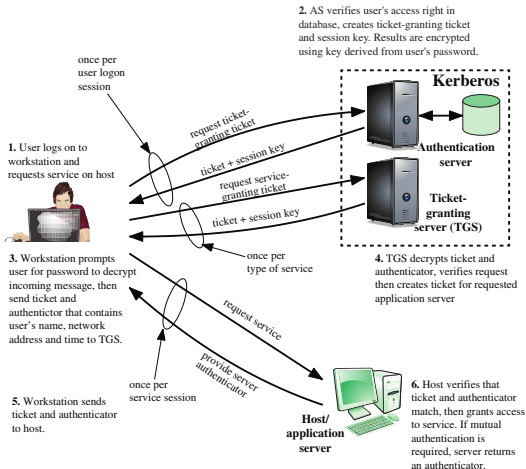 2. AS verifies user's access right in
database, creates ticket-granting ticket
and session key. Results are encrypted
using key derived from user's password.
once per
user logon
session
Kerberos
request ticket-
granting ticket
1. User logs on to
workstation and
requests service on host
ticket + session key
Authentication
server
request service-
granting ticket
ticket + session key
Ticket-
granting
server (TGS)
3. Workstation prompts
user for password to decrypt
incoming message, then
send ticket and
authentictor that contains
user's name, network
address and time to TGS.
once per
type of service
4. TGS decrypts ticket and
authenticator, verifies request
then creates ticket for requested
application server
request service
provide server
authenticator
once per
service session
5. Workstation sends
ticket and authenticator
to host.
Host/
application
server
6. Host verifies that
ticket and authenticator
match, then grants access
to service. If mutual
authentication is
required, server returns
an authenticator.